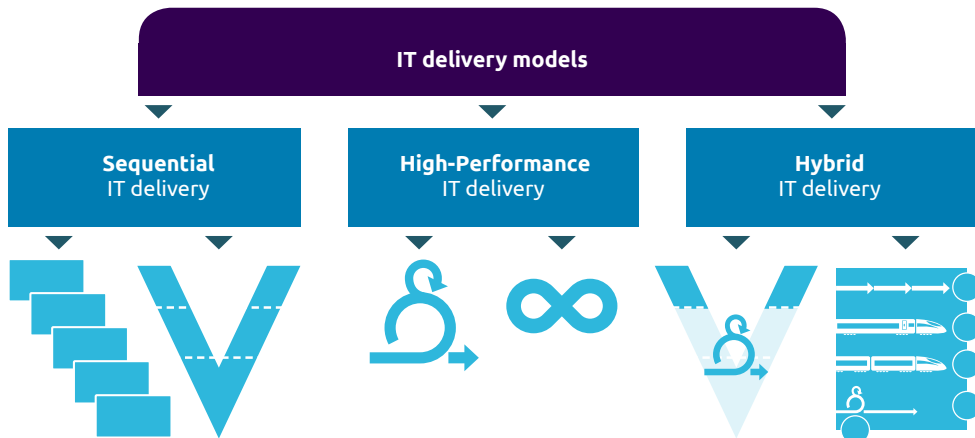 IT delivery models
Sequential
IT delivery
High-Performance
IT delivery
Hybrid
IT delivery